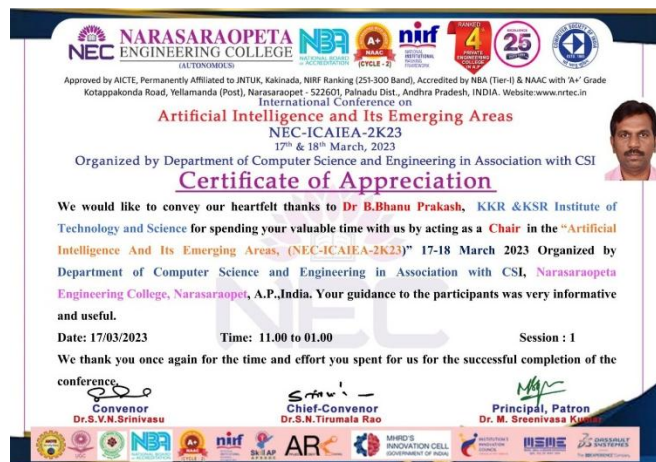 NEC NARASARAOPETA
ENGINEERING COLLEGE
(AUTONOMOUS)
NBA
NATIONAL BOARD
of ACCREDITATION
A+
NAAC
(CYCLE - 2)
nirf
RANKED
4
PRIVATE
ENGINEERING
COLLEGE
25
Approved by AICTE, Permanently Affiliated to JNTUK, Kakinada, NIRF Ranking (251-300 Band), Accredited by NBA (Tier-I) & NAAC with 'A+' Grade
Kotappakonda Road, Yellamanda (Post), Narasaraopet - 522601, Palnadu Dist., Andhra Pradesh, INDIA. Website:www.nrtec.in
International Conference on
Artificial Intelligence and Its Emerging Areas
NEC-ICAIEA-2K23
17th & 18th March, 2023
Organized by Department of Computer Science and Engineering in Association with CSI
Certificate of Appreciation
We would like to convey our heartfelt thanks to Dr B.Bhanu Prakash, KKR &KSR Institute of
Technology and Science for spending your valuable time with us by acting as a Chair in the "Artificial
Intelligence And Its Emerging Areas, (NEC-ICAIEA-2K23)" 17-18 March 2023 Organized by
Department of Computer Science and Engineering in Association with CSI, Narasaraopeta
Engineering College, Narasaraopet, A.P.,India. Your guidance to the participants was very informative
and useful.
Date: 17/03/2023 Time: 11.00 to 01.00 Session : 1
We thank you once again for the time and effort you spent for us for the successful completion of the
conference.
NEC
Convenor Chief-Convenor Principal, Patron
Dr.S.V.N.Srinivasu Dr.S.N.Tirumala Rao Dr. M. Sreenivasa Kumar
NBA
A+
nirf
ARC
MHRD'S
INNOVATION CELL
(GOVERNMENT OF INDIA)
INSTITUTION'S
INNOVATION
COUNCIL
MSME
DASSAULT
SYSTEMES